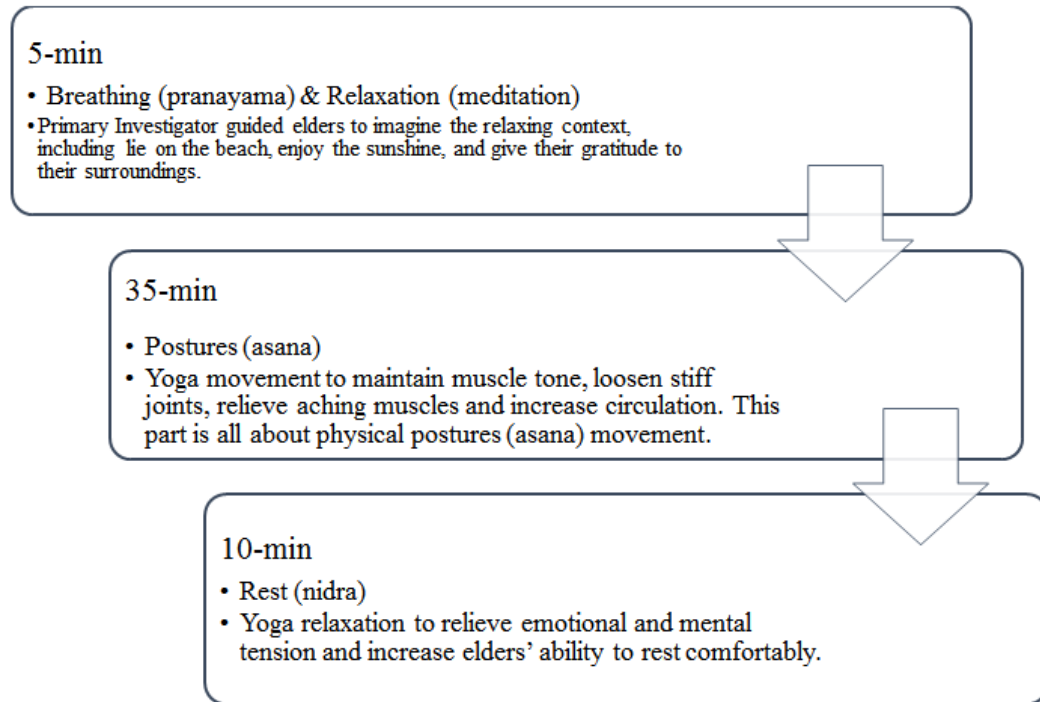 5-min
• Breathing (pranayama) & Relaxation (meditation)
• Primary Investigator guided elders to imagine the relaxing context,
including lie on the beach, enjoy the sunshine, and give their gratitude to
their surroundings.
35-min
• Postures (asana)
• Yoga movement to maintain muscle tone, loosen stiff
joints, relieve aching muscles and increase circulation. This
part is all about physical postures (asana) movement.
10-min
• Rest (nidra)
• Yoga relaxation to relieve emotional and mental
tension and increase elders’ ability to rest comfortably.